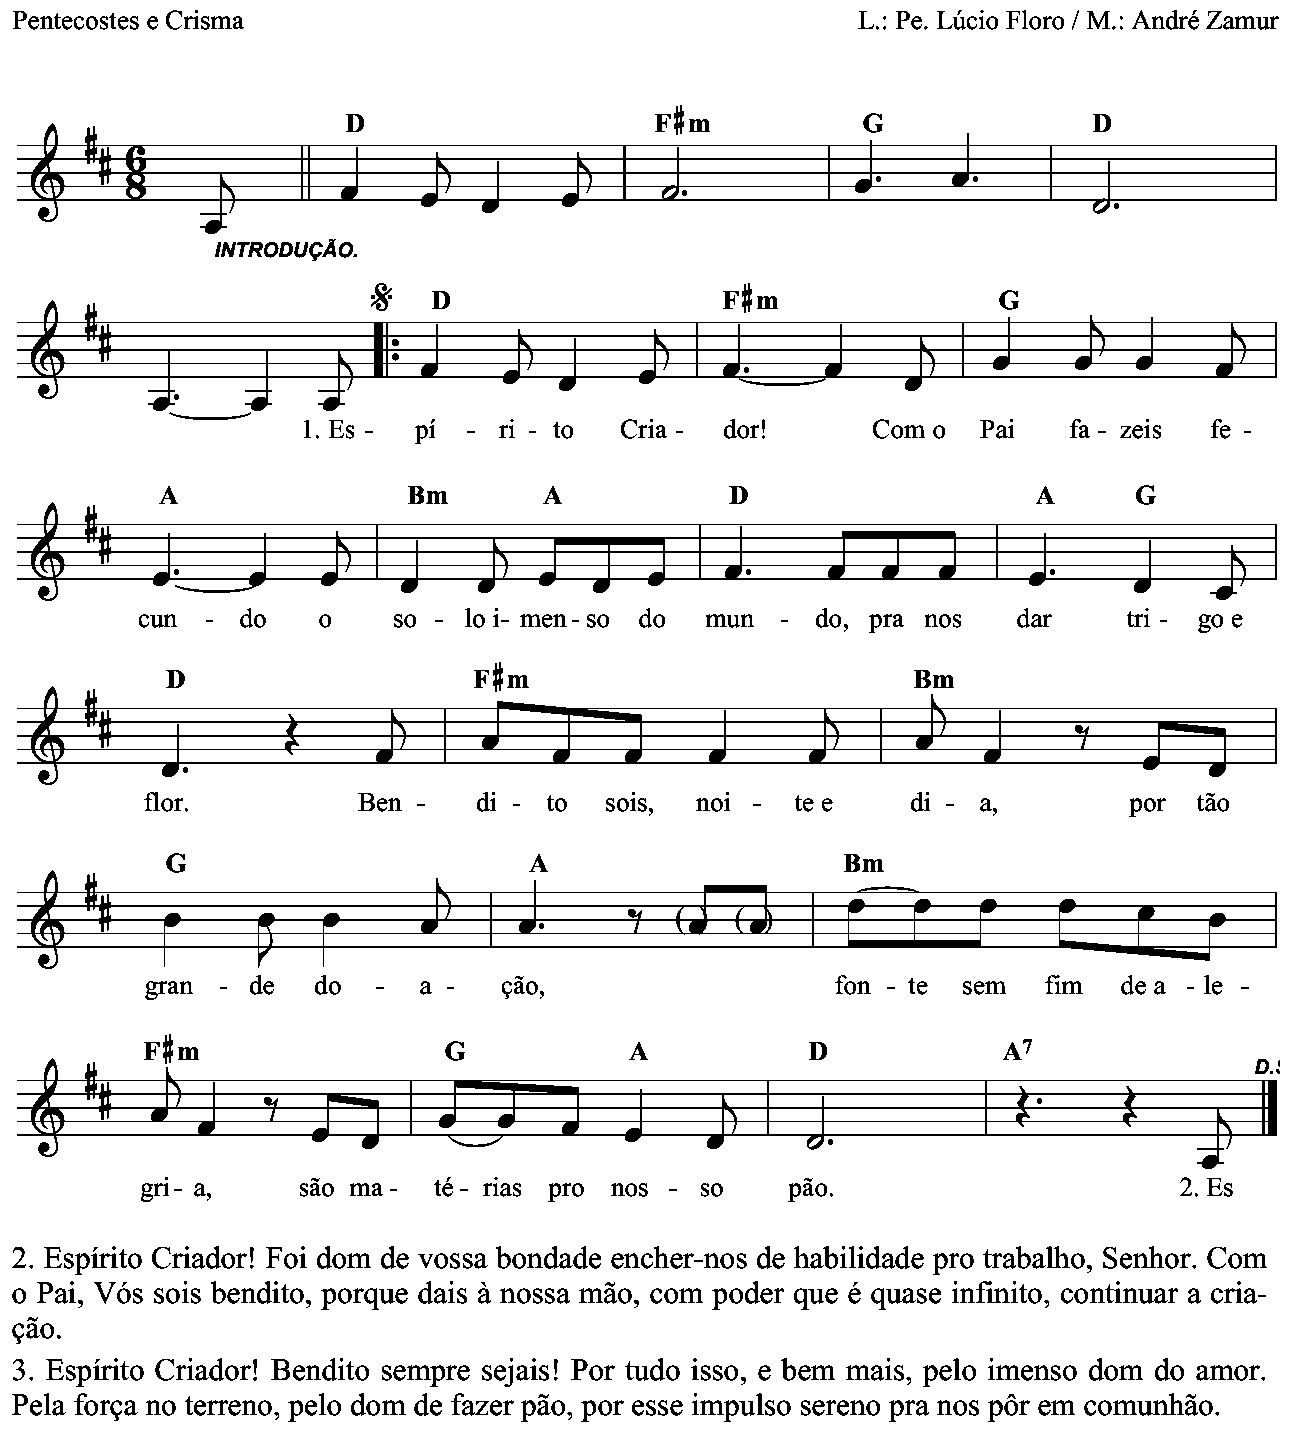 Pentecostes e Crisma L.: Pe. Lúcio Floro / M.: André Zamur
D F♯m G D
6
8
INTRODUÇÃO.
D F♯m G
1. Es - pí - ri - to Cria - dor! Com o Pai fa - zeis fe -
A Bm A D A G
cun - do o so - lo i- men - so do mun - do, pra nos dar tri - go e
D F♯m Bm
flor. Ben - di - to sois, noi - te e di - a, por tão
G A Bm
gran - de do - a - ção, fon - te sem fim de a - le -
F♯m G A D A7
D.S
gri - a, são ma - té - rias pro nos - so pão. 2. Es
2. Espírito Criador! Foi dom de vossa bondade encher-nos de habilidade pro trabalho, Senhor. Com
o Pai, Vós sois bendito, porque dais à nossa mão, com poder que é quase infinito, continuar a cria-
ção.
3. Espírito Criador! Bendito sempre sejais! Por tudo isso, e bem mais, pelo imenso dom do amor.
Pela força no terreno, pelo dom de fazer pão, por esse impulso sereno pra nos pôr em comunhão.